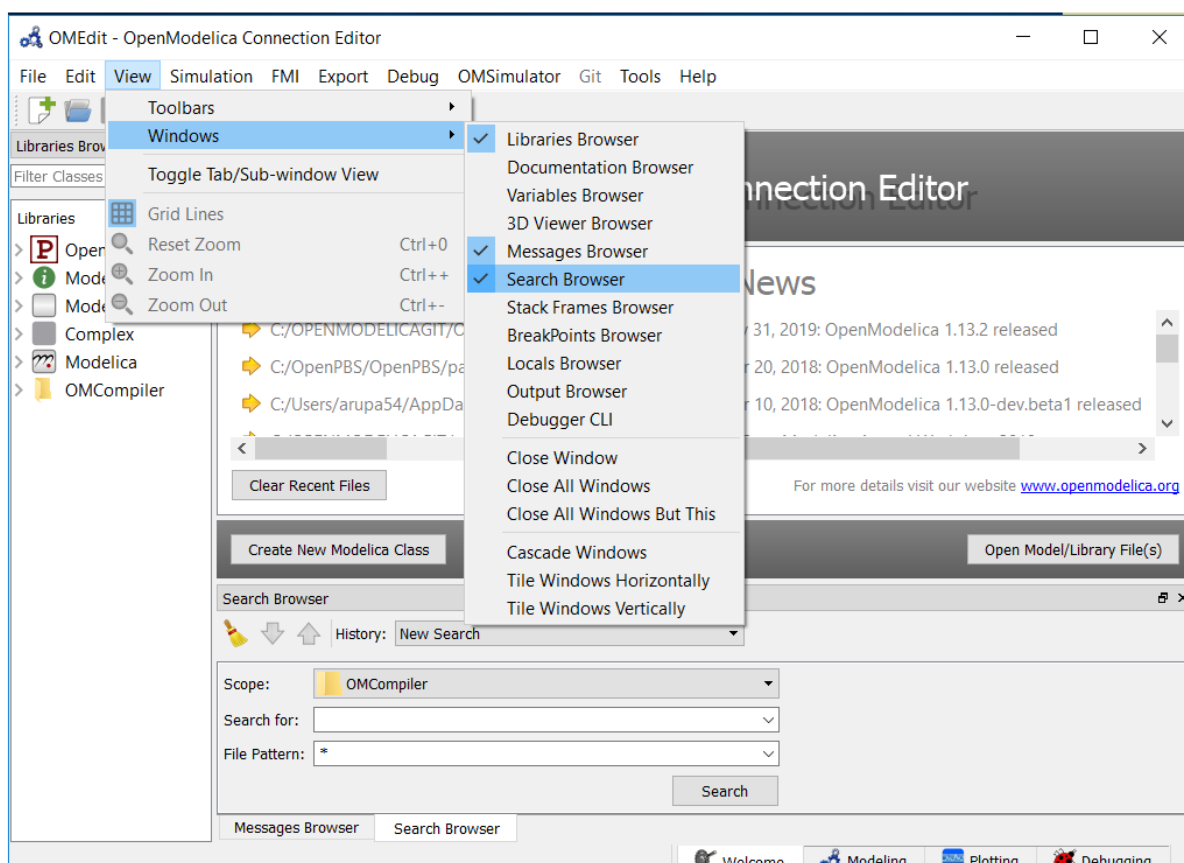 OMEdit - OpenModelica Connection Editor
File Edit View Simulation FMI Export Debug OMSimulator Git Tools Help
Toolbars
Windows
Toggle Tab/Sub-window View
Grid Lines
Reset Zoom Ctrl+0
Zoom In Ctrl++
Zoom Out Ctrl+-
Libraries Brow
Filter Classes
Libraries
P Open
Mode
Mode
Complex
Modelica
OMCompiler
Libraries Browser
Documentation Browser
Variables Browser
3D Viewer Browser
Messages Browser
Search Browser
Stack Frames Browser
BreakPoints Browser
Locals Browser
Output Browser
Debugger CLI
Close Window
Close All Windows
Close All Windows But This
Cascade Windows
Tile Windows Horizontally
Tile Windows Vertically
nnection Editor
News
C:/OPENMODELICAGIT/O
31, 2019: OpenModelica 1.13.2 released
C:/OpenPBS/OpenPBS/pa
20, 2018: OpenModelica 1.13.0 released
C:/Users/arupa54/AppDa
10, 2018: OpenModelica 1.13.0-dev.beta1 released
Clear Recent Files
For more details visit our website www.openmodelica.org
Create New Modelica Class
Open Model/Library File(s)
Search Browser
History: New Search
Scope: OMCompiler
Search for:
File Pattern: *
Search
Messages Browser Search Browser
Welcome Modeling Plotting Debugging